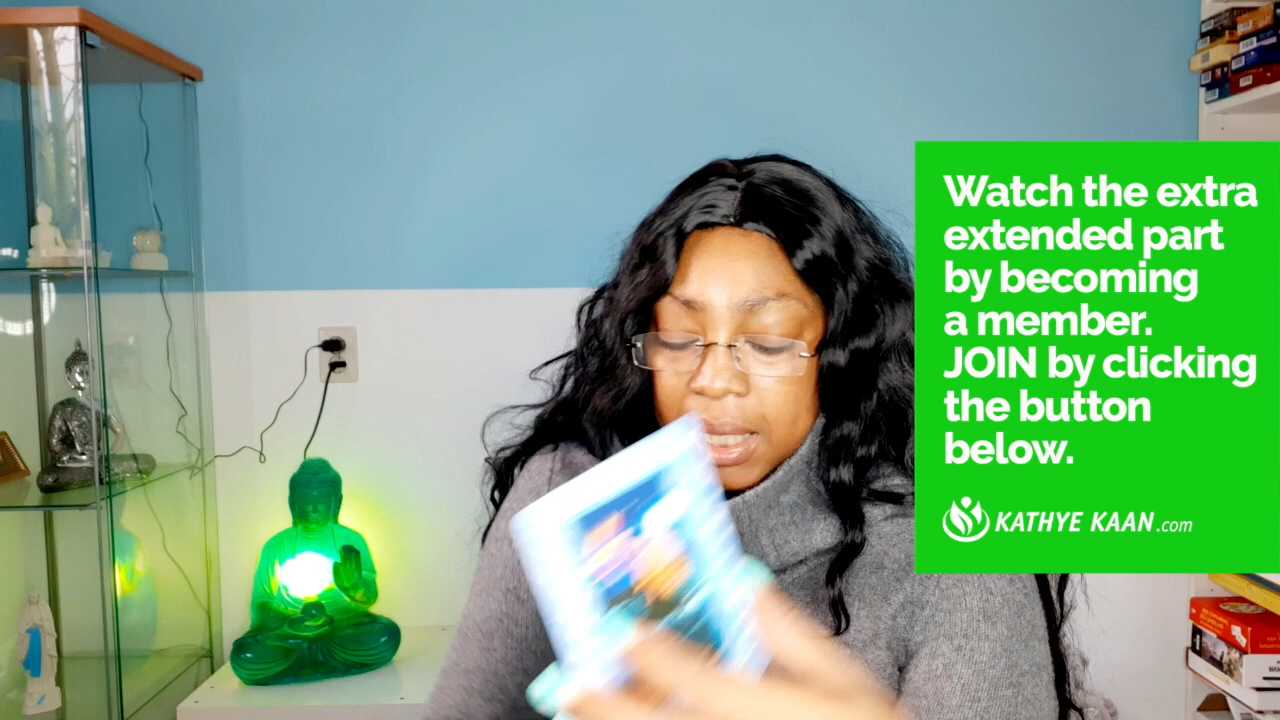 Watch the extra
extended part
by becoming
a member.
JOIN by clicking
the button
below.
KATHYE KAAN.com